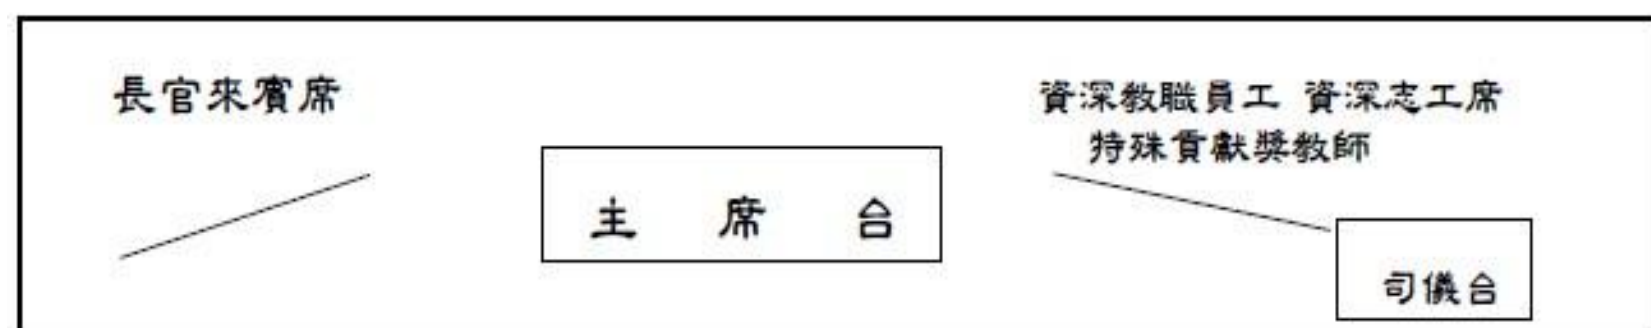 長官來賓席
資深教職員工 資深志工席
特殊貢獻獎教師
主 席 台
司儀台